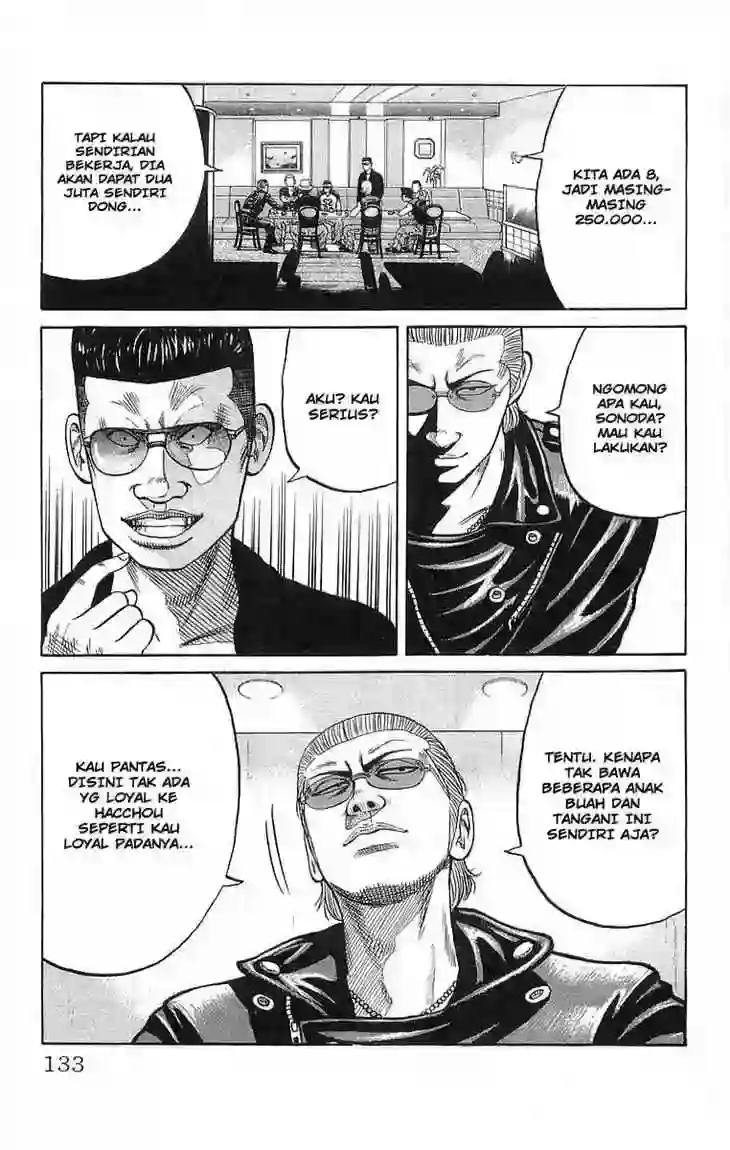 KITA ADA 8,
JADI MASING-
MASING
250.000...
TAPI KALAU
SENDIRIAN
BEKERJA, DIA
AKAN DAPAT DUA
JUTA SENDIRI
DONG...
NGOMONG
APA KAU,
SONODA?
MAU KAU
LAKUKAN?
AKU? KAU
SERIUS?
TENTU. KENAPA
TAK BAWA
BEBERAPA ANAK
BUAH DAN
TANGANI INI
SENDIRI AJA?
KAU PANTAS...
DISINI TAK ADA
YG LOYAL KE
HACCHOU
SEPERTI KAU
LOYAL PADANYA...
133